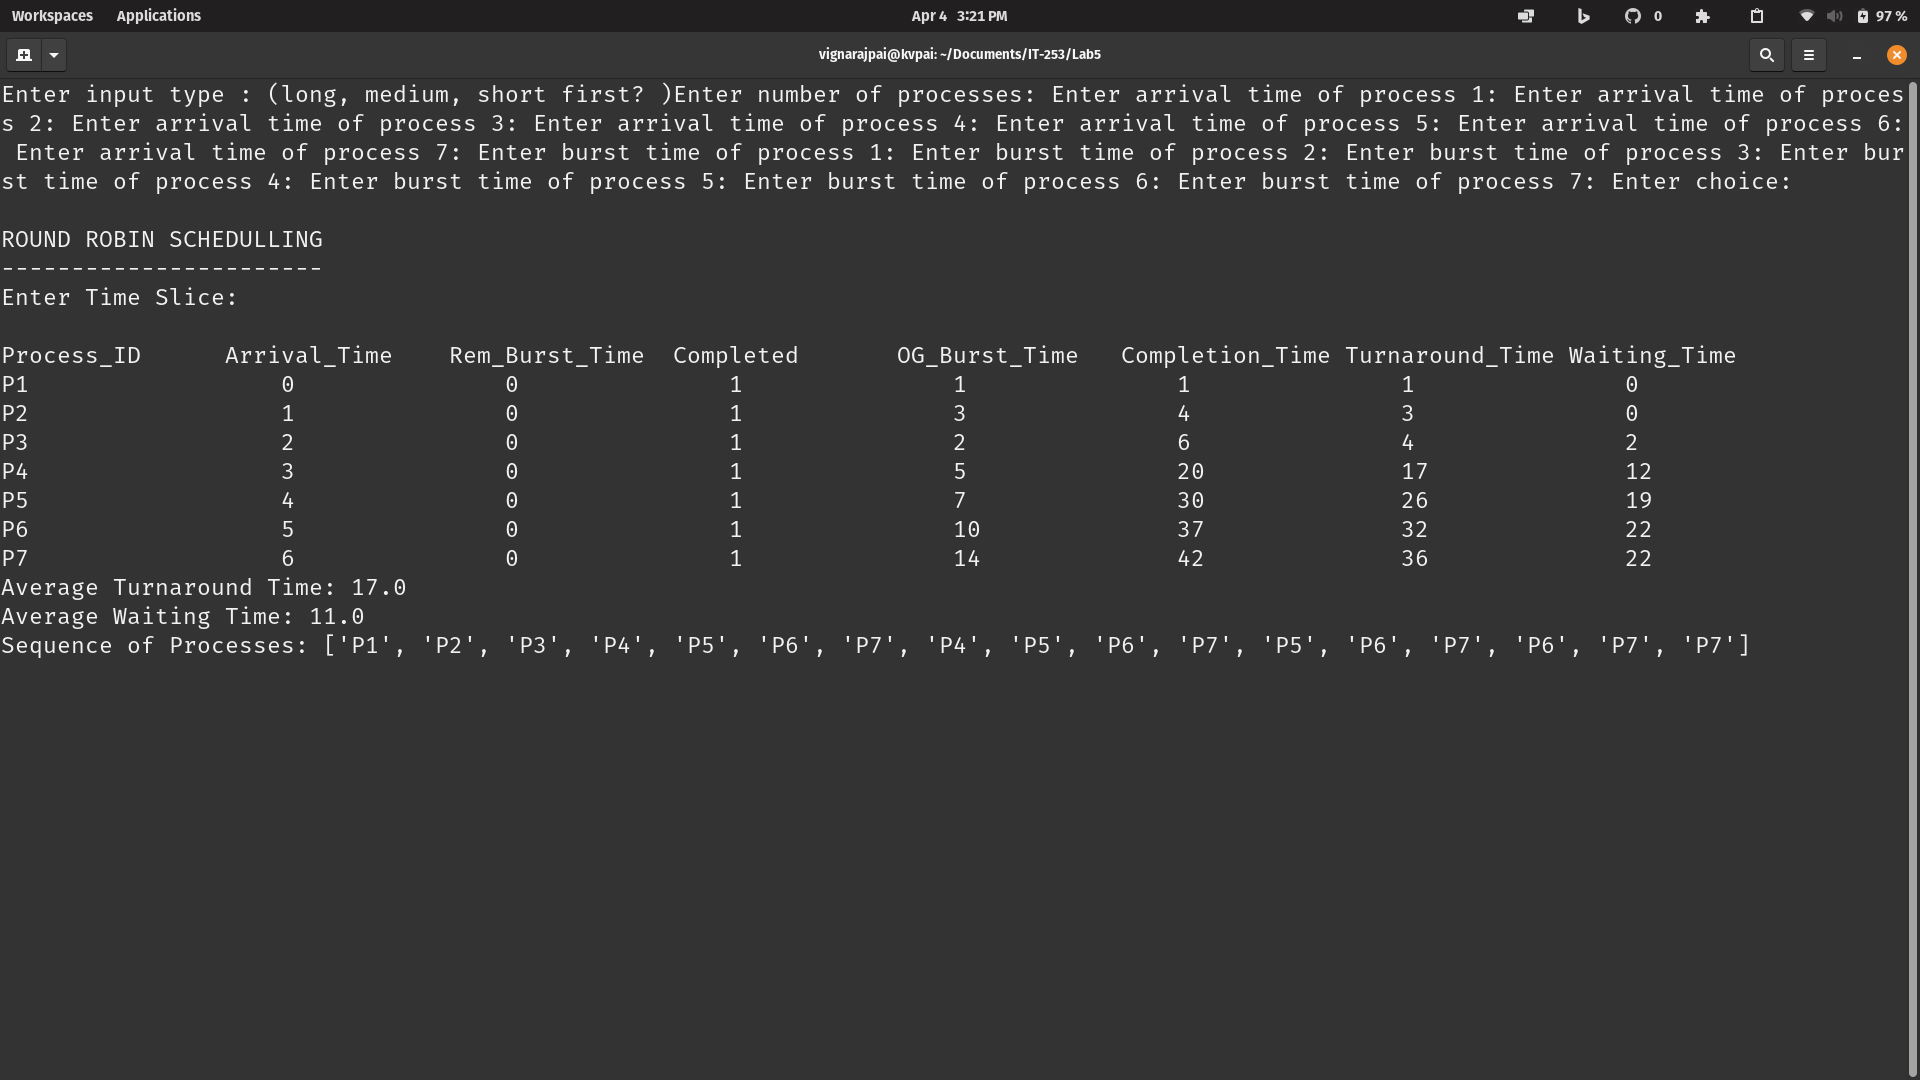 Workspaces Applications Apr 4 3:21 PM 0 97 %
vignarajpai@kvpai: ~/Documents/IT-253/Lab5
Enter input type : (long, medium, short first? )Enter number of processes: Enter arrival time of process 1: Enter arrival time of proces
s 2: Enter arrival time of process 3: Enter arrival time of process 4: Enter arrival time of process 5: Enter arrival time of process 6:
 Enter arrival time of process 7: Enter burst time of process 1: Enter burst time of process 2: Enter burst time of process 3: Enter bur
st time of process 4: Enter burst time of process 5: Enter burst time of process 6: Enter burst time of process 7: Enter choice:
ROUND ROBIN SCHEDULLING
-----------------------
Enter Time Slice:
Process_ID Arrival_Time Rem_Burst_Time Completed OG_Burst_Time Completion_Time Turnaround_Time Waiting_Time
P1 0 0 1 1 1 1 0
P2 1 0 1 3 4 3 0
P3 2 0 1 2 6 4 2
P4 3 0 1 5 20 17 12
P5 4 0 1 7 30 26 19
P6 5 0 1 10 37 32 22
P7 6 0 1 14 42 36 22
Average Turnaround Time: 17.0
Average Waiting Time: 11.0
Sequence of Processes: ['P1', 'P2', 'P3', 'P4', 'P5', 'P6', 'P7', 'P4', 'P5', 'P6', 'P7', 'P5', 'P6', 'P7', 'P6', 'P7', 'P7']